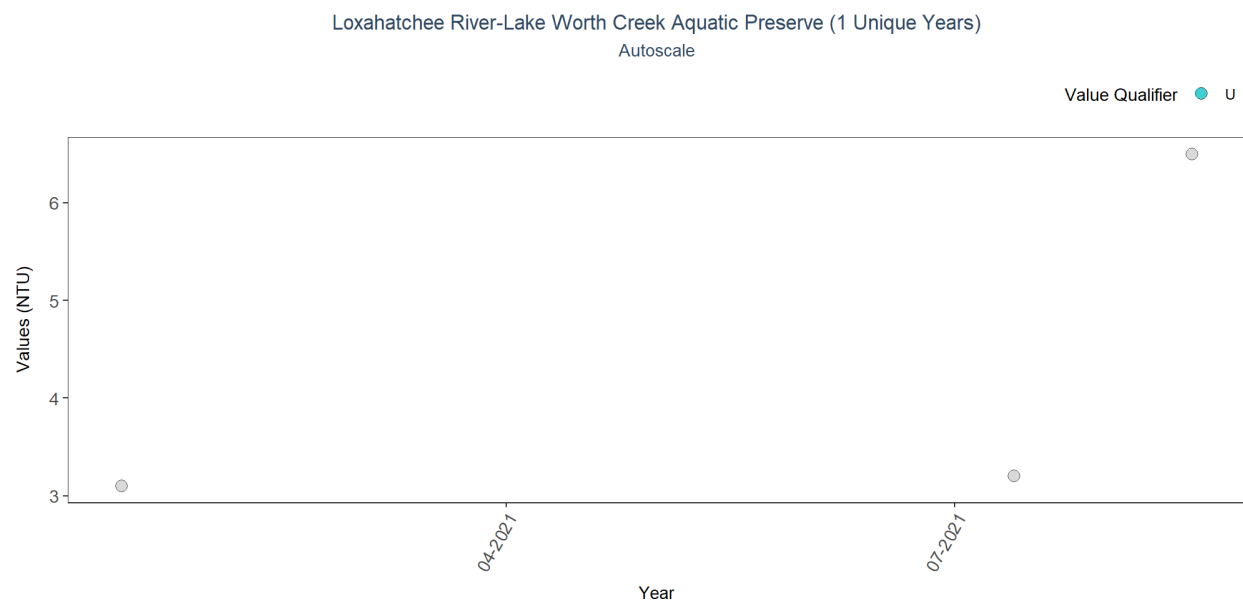 Loxahatchee River-Lake Worth Creek Aquatic Preserve (1 Unique Years)
Autoscale
Value Qualifier U
Values (NTU)
6
5
4
3
04-2021
07-2021
Year